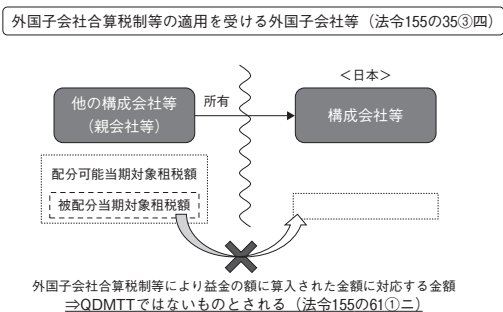 外国子会社合算税制等の適用を受ける外国子会社等（法令155の35③四）
＜日本＞
他の構成会社等
（親会社等）
所有
構成会社等
配分可能当期対象租税額
被配分当期対象租税額
外国子会社合算税制等により益金の額に算入された金額に対応する金額
⇒QDMTTではないものとされる（法令155の61①ニ）